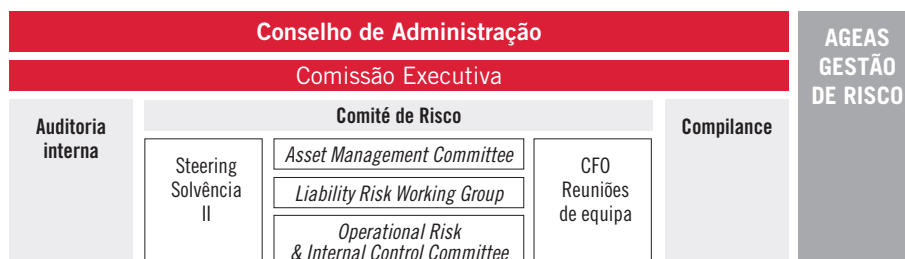 Conselho de Administração
Comissão Executiva
AGEAS
GESTÃO
DE RISCO
Auditoria
interna
Comité de Risco
Compilance
Steering
Solvência
II
Asset Management Committee
Liability Risk Working Group
Operational Risk
& Internal Control Committee
CFO
Reuniões
de equipa